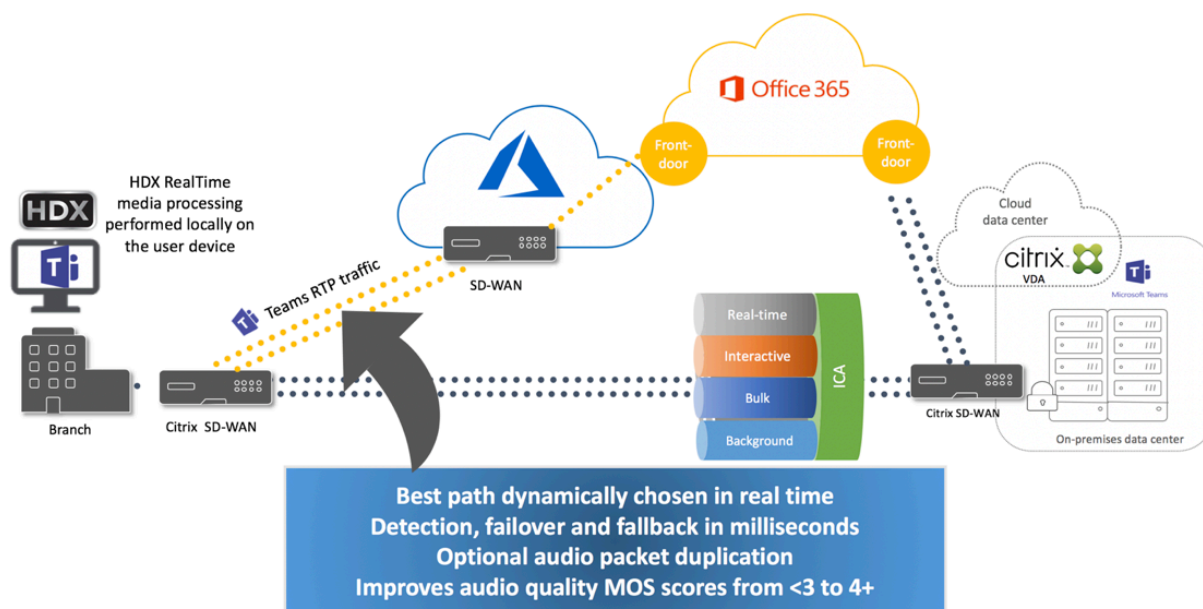 Office 365
Front-
door
Front-
door
HDX
HDX RealTime
media processing
performed locally on
the user device
Cloud
data center
citrix
VDA
Microsoft Teams
SD-WAN
Teams RTP traffic
Real-time
Interactive
Bulk
Background
ICA
Branch
Citrix SD-WAN
Citrix SD-WAN
On-premises data center
Best path dynamically chosen in real time
Detection, failover and fallback in milliseconds
Optional audio packet duplication
Improves audio quality MOS scores from <3 to 4+